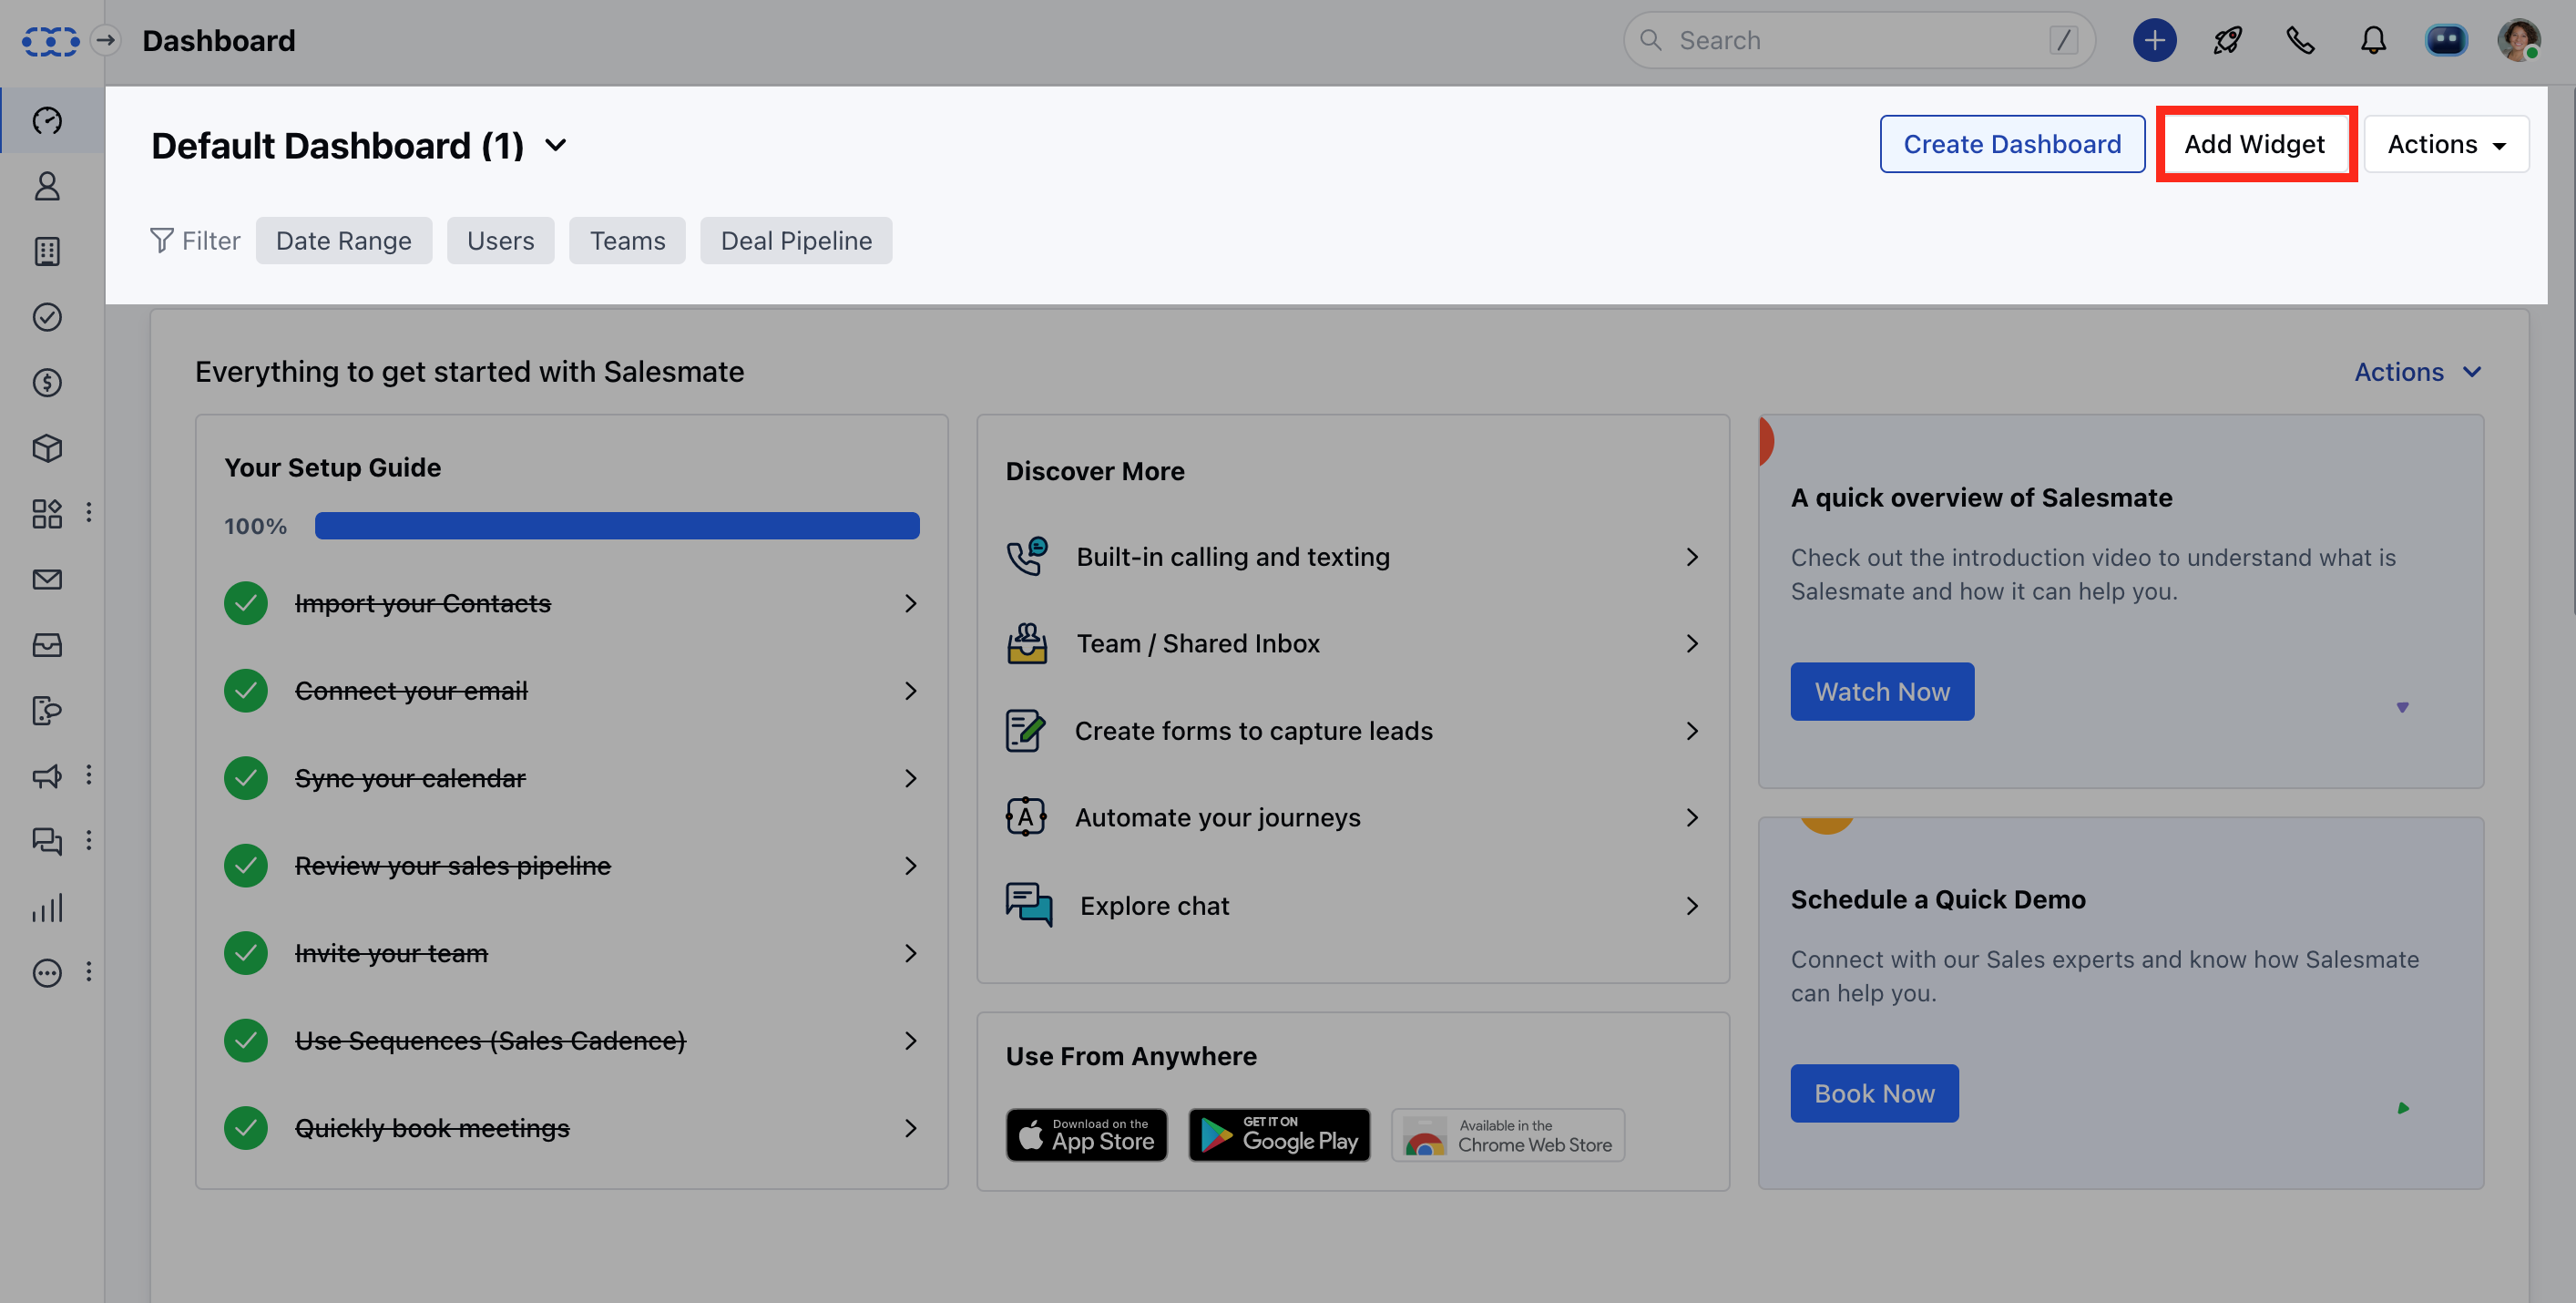 Dashboard
Search /
Default Dashboard (1)
Create Dashboard
Add Widget
Actions
Filter
Date Range
Users
Teams
Deal Pipeline
Everything to get started with Salesmate
Actions
Your Setup Guide
100%
Import your Contacts
Connect your email
Sync your calendar
Review your sales pipeline
Invite your team
Use Sequences (Sales Cadence)
Quickly book meetings
Discover More
Built-in calling and texting
Team / Shared Inbox
Create forms to capture leads
A
Automate your journeys
Explore chat
Use From Anywhere
Download on the
App Store
GET IT ON
Google Play
Available in the
Chrome Web Store
A quick overview of Salesmate
Check out the introduction video to understand what is
Salesmate and how it can help you.
Watch Now
Schedule a Quick Demo
Connect with our Sales experts and know how Salesmate
can help you.
Book Now